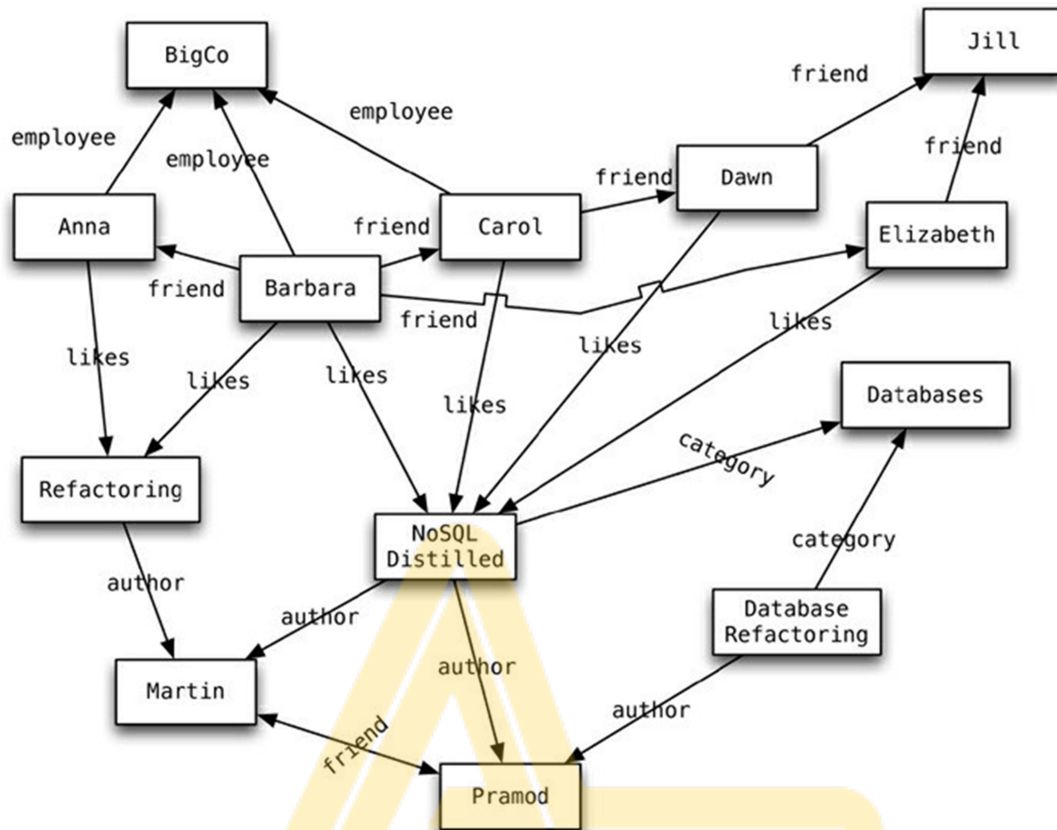 BigCo
Jill
friend
employee
employee
employee
friend
friend
Dawn
Anna
friend
Carol
Elizabeth
friend
Barbara
friend
likes
likes
likes
likes
likes
likes
Databases
category
Refactoring
NoSQL
Distilled
category
author
author
Database
Refactoring
author
Martin
author
friend
Pramod